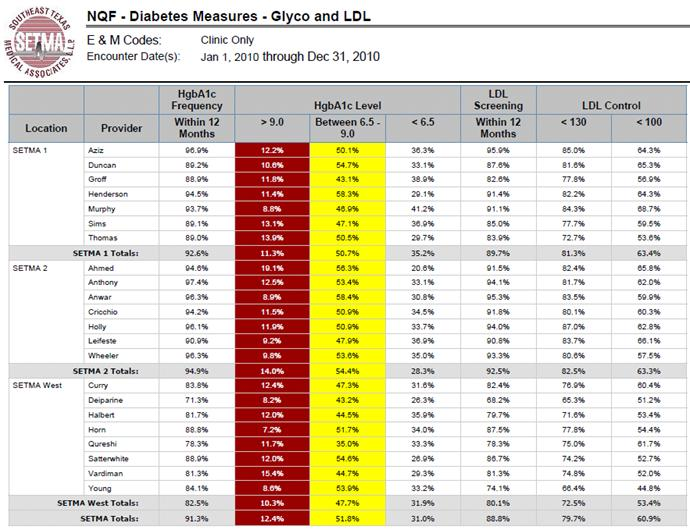 SOUTHEAST TEXAS
SETMA
MEDICAL ASSOCIATES, L.L.P.
NQF - Diabetes Measures - Glyco and LDL
E & M Codes: Clinic Only
Encounter Date(s): Jan 1, 2010 through Dec 31, 2010
HgbA1c Frequency HgbA1c Level LDL Screening LDL Control
Location Provider Within 12 Months > 9.0 Between 6.5 - 9.0 < 6.5 Within 12 Months < 130 < 100
SETMA 1 Aziz 96.9% 12.2% 50.1% 36.3% 95.9% 85.0% 64.3%
Duncan 89.2% 10.6% 54.7% 33.1% 87.6% 81.6% 65.3%
Groff 88.9% 11.8% 43.1% 38.9% 82.6% 77.8% 56.9%
Henderson 94.5% 11.4% 58.3% 29.1% 91.4% 82.2% 64.3%
Murphy 93.7% 8.8% 46.9% 41.2% 91.1% 84.3% 68.7%
Sims 89.1% 13.1% 47.1% 36.9% 85.0% 77.7% 59.5%
Thomas 89.0% 13.9% 50.5% 29.7% 83.9% 72.7% 53.6%
SETMA 1 Totals: 92.6% 11.3% 50.7% 35.2% 89.7% 81.3% 63.4%
SETMA 2 Ahmed 94.6% 19.1% 56.3% 20.6% 91.5% 82.4% 65.8%
Anthony 97.4% 12.5% 53.4% 33.1% 94.1% 81.7% 62.0%
Anwar 96.3% 8.9% 58.4% 30.8% 95.3% 83.5% 59.9%
Cricchio 94.2% 11.5% 50.9% 34.5% 91.8% 80.1% 60.3%
Holly 96.1% 11.9% 50.9% 33.7% 94.0% 87.0% 62.8%
Leifeste 90.9% 9.2% 47.9% 36.9% 90.8% 83.7% 66.1%
Wheeler 96.3% 9.8% 53.6% 35.0% 93.3% 80.6% 57.5%
SETMA 2 Totals: 94.9% 14.0% 54.4% 28.3% 92.5% 82.5% 63.3%
SETMA West Curry 83.8% 12.4% 47.3% 31.6% 82.4% 76.9% 60.4%
Deiparine 71.3% 8.2% 43.2% 26.3% 68.2% 65.3% 51.2%
Halbert 81.7% 12.0% 44.5% 35.9% 79.7% 71.6% 53.4%
Horn 88.8% 7.2% 51.7% 34.0% 87.5% 77.8% 54.4%
Qureshi 78.3% 11.7% 35.0% 33.3% 78.3% 75.0% 61.7%
Satterwhite 88.9% 12.0% 54.6% 26.9% 86.7% 74.2% 52.7%
Vardiman 81.3% 15.4% 44.7% 29.3% 81.3% 74.8% 52.0%
Young 84.1% 8.6% 53.9% 33.2% 74.1% 66.4% 44.8%
SETMA West Totals: 82.5% 10.3% 47.7% 31.9% 80.1% 72.5% 53.4%
SETMA Totals: 91.3% 12.4% 51.8% 31.0% 88.8% 79.7% 60.9%